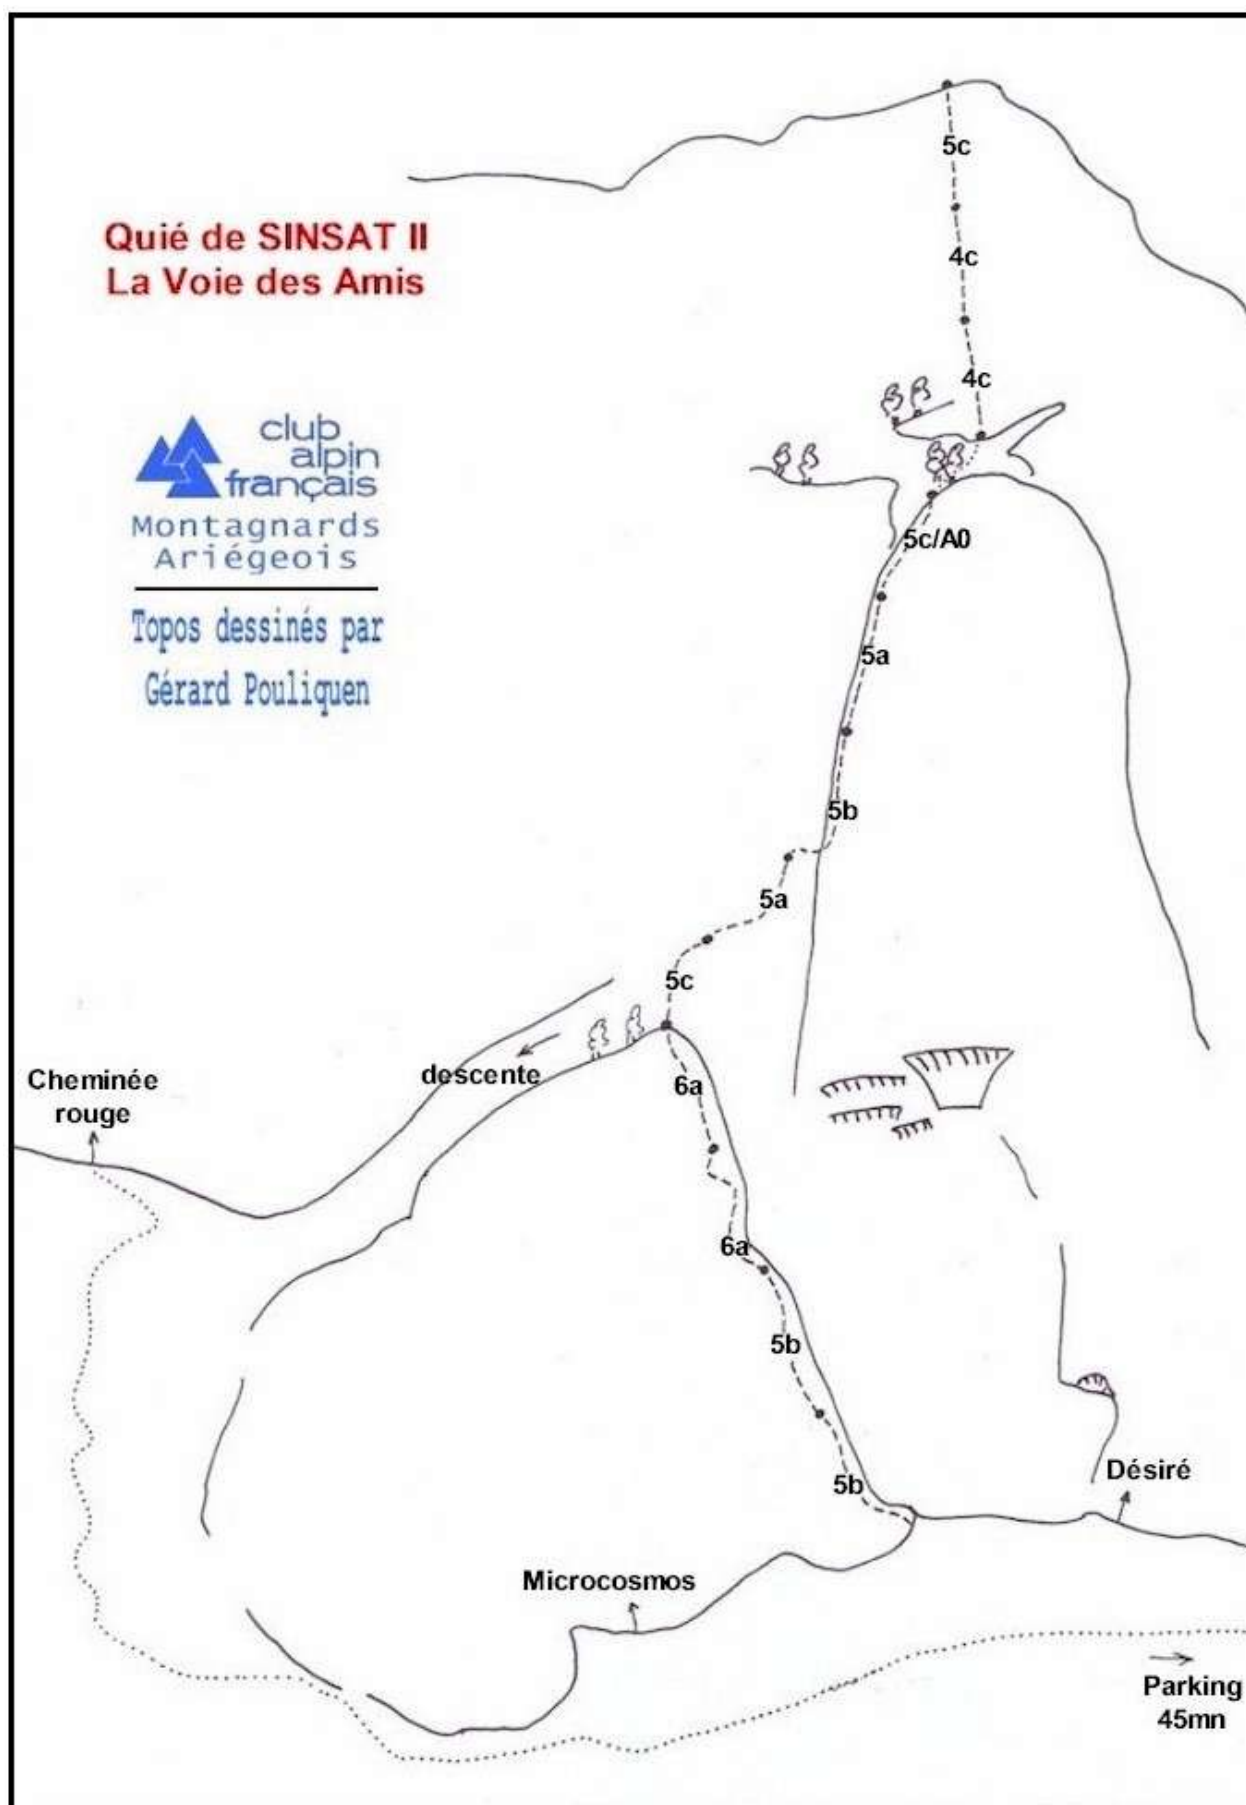 5c
Quié de SINSAT II
La Voie des Amis
4c
4c
club
alpin
français
Montagnards
Ariégeois
5c/A0
Topos dessinés par
Gérard Pouliquen
5a
5b
5a
5c
descente
6a
Cheminée
rouge
6a
5b
5b
Désiré
Microcosmos
Parking
45mn